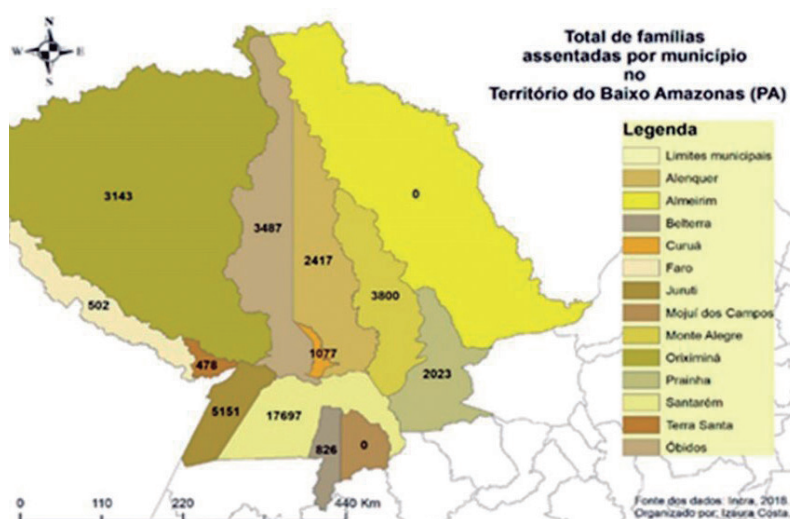 N
W E
S
Total de famílias
assentadas por município
no
Território do Baixo Amazonas (PA)
Legenda
Limites municipais
Alenquer
Almeirim
Belterra
Curuá
Faro
Juruti
Mojuí dos Campos
Monte Alegre
Oriximiná
Prainha
Santarém
Terra Santa
Óbidos
3143
0
3487
2417
3800
502
1077
478
2023
5151
17697
826
0
0 110 220 440 Km
Fonte dos dados: Incra, 2018.
Organizado por: Izaura Costa.